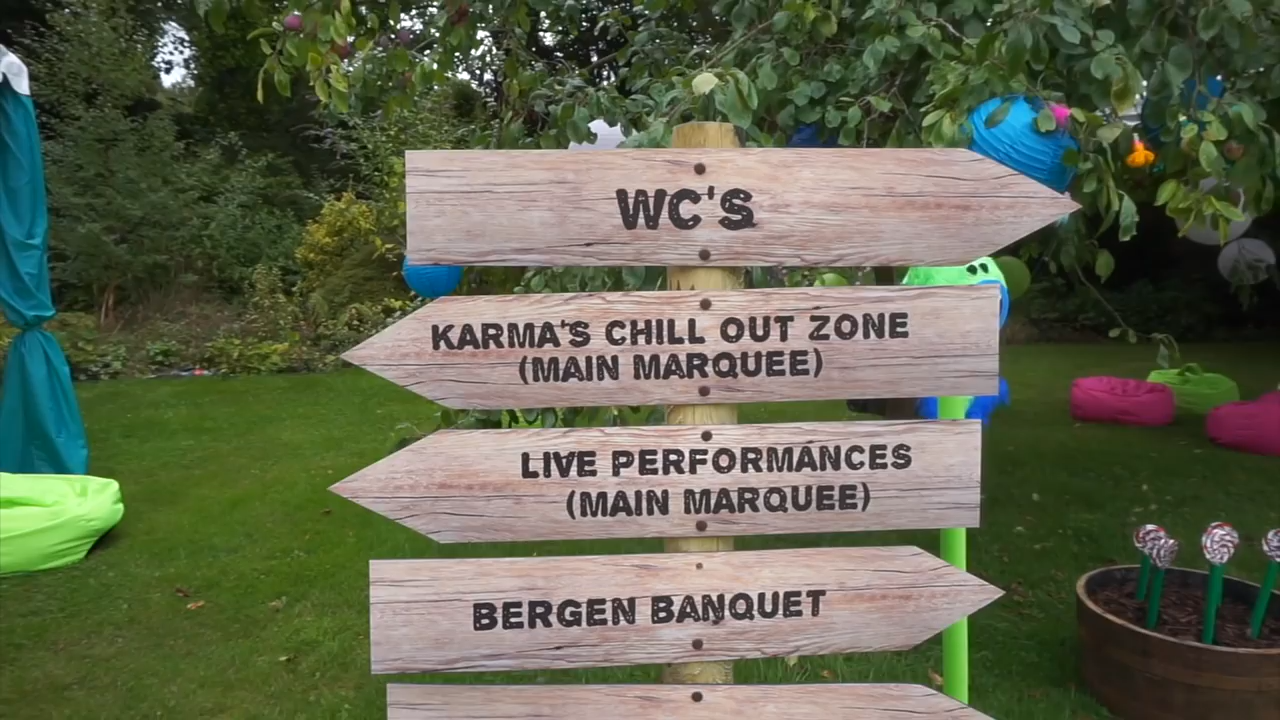 WC'S
KARMA'S CHILL OUT ZONE
(MAIN MARQUEE)
LIVE PERFORMANCES
(MAIN MARQUEE)
BERGEN BANQUET